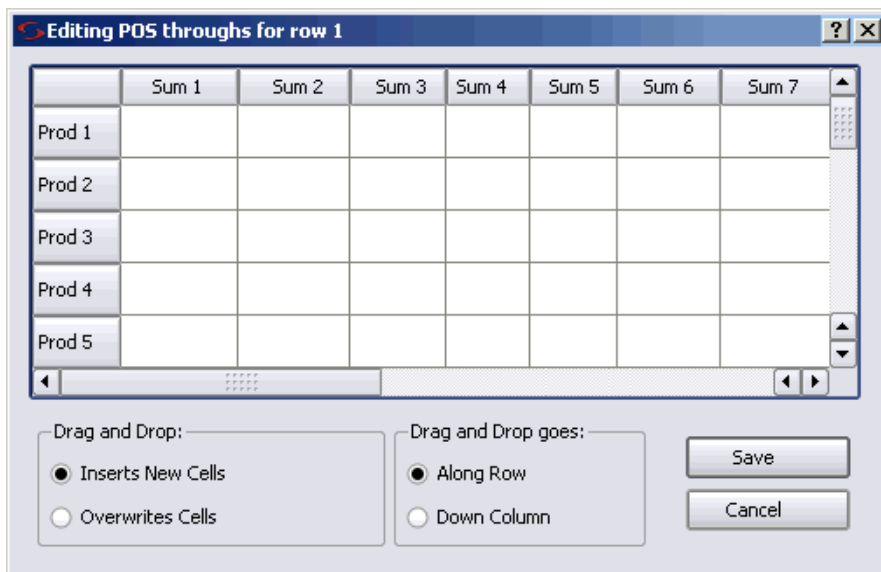 Editing POS throughs for row 1
Sum 1 Sum 2 Sum 3 Sum 4 Sum 5 Sum 6 Sum 7
Prod 1
Prod 2
Prod 3
Prod 4
Prod 5
Drag and Drop:
Inserts New Cells
Overwrites Cells
Drag and Drop goes:
Along Row
Down Column
Save
Cancel